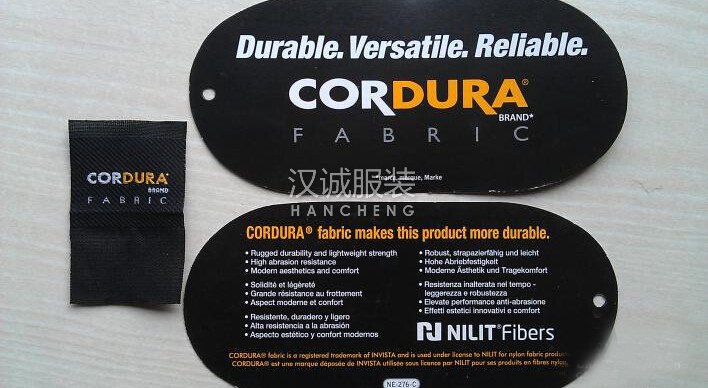 Durable. Versatile. Reliable.
CORDURA®
BRAND*
FABRIC
*marca, marque, Marke
CORDURA
BRAND
FABRIC
汉诚服装
HANCHENG
CORDURA® fabric makes this product more durable.
• Rugged durability and lightweight strength
• High abrasion resistance
• Modern aesthetics and comfort
• Solidité et légèreté
• Grande résistance au frottement
• Aspect moderne et confort
• Resistente, duradero y ligero
• Alta resistencia a la abrasión
• Aspecto estético y confort modernos
• Robust, strapazierfähig und leicht
• Hohe Abriebfestigkeit
• Moderne Ästhetik und Tragekomfort
• Resistenza inalterata nel tempo -
leggerezza e robustezza
• Elevate performance anti-abrasione
• Effetti estetici innovativi e comfort
NILIT® Fibers
CORDURA® fabric is a registered trademark of INVISTA and is used under license to NILIT for nylon fabric
CORDURA® est une marque déposée de INVISTA utilisée sous licence par NILIT pour ses produits en fibres
NE-276-C